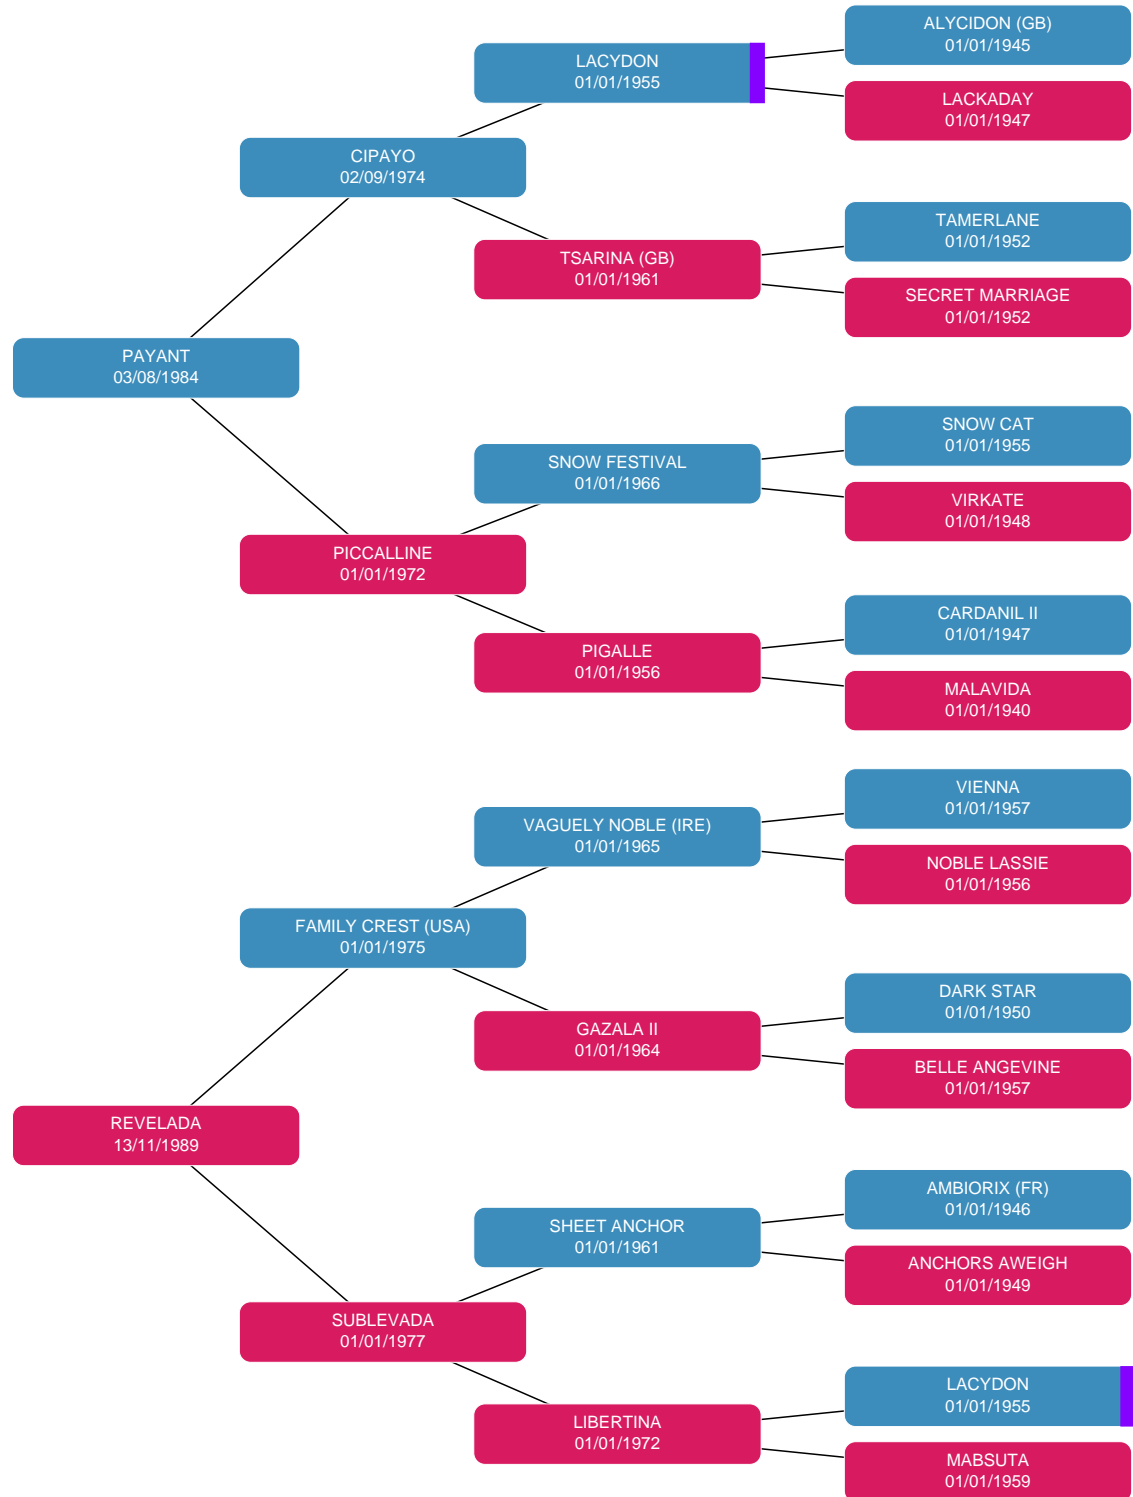 ALYCIDON (GB)
01/01/1945
LACYDON
01/01/1955
LACKADAY
01/01/1947
CIPAYO
02/09/1974
TAMERLANE
01/01/1952
TSARINA (GB)
01/01/1961
SECRET MARRIAGE
01/01/1952
PAYANT
03/08/1984
SNOW CAT
01/01/1955
SNOW FESTIVAL
01/01/1966
VIRKATE
01/01/1948
PICCALLINE
01/01/1972
CARDANIL II
01/01/1947
PIGALLE
01/01/1956
MALAVIDA
01/01/1940
VIENNA
01/01/1957
VAGUELY NOBLE (IRE)
01/01/1965
NOBLE LASSIE
01/01/1956
FAMILY CREST (USA)
01/01/1975
DARK STAR
01/01/1950
GAZALA II
01/01/1964
BELLE ANGEVINE
01/01/1957
REVELADA
13/11/1989
AMBIORIX (FR)
01/01/1946
SHEET ANCHOR
01/01/1961
ANCHORS AWEIGH
01/01/1949
SUBLEVADA
01/01/1977
LACYDON
01/01/1955
LIBERTINA
01/01/1972
MABSUTA
01/01/1959